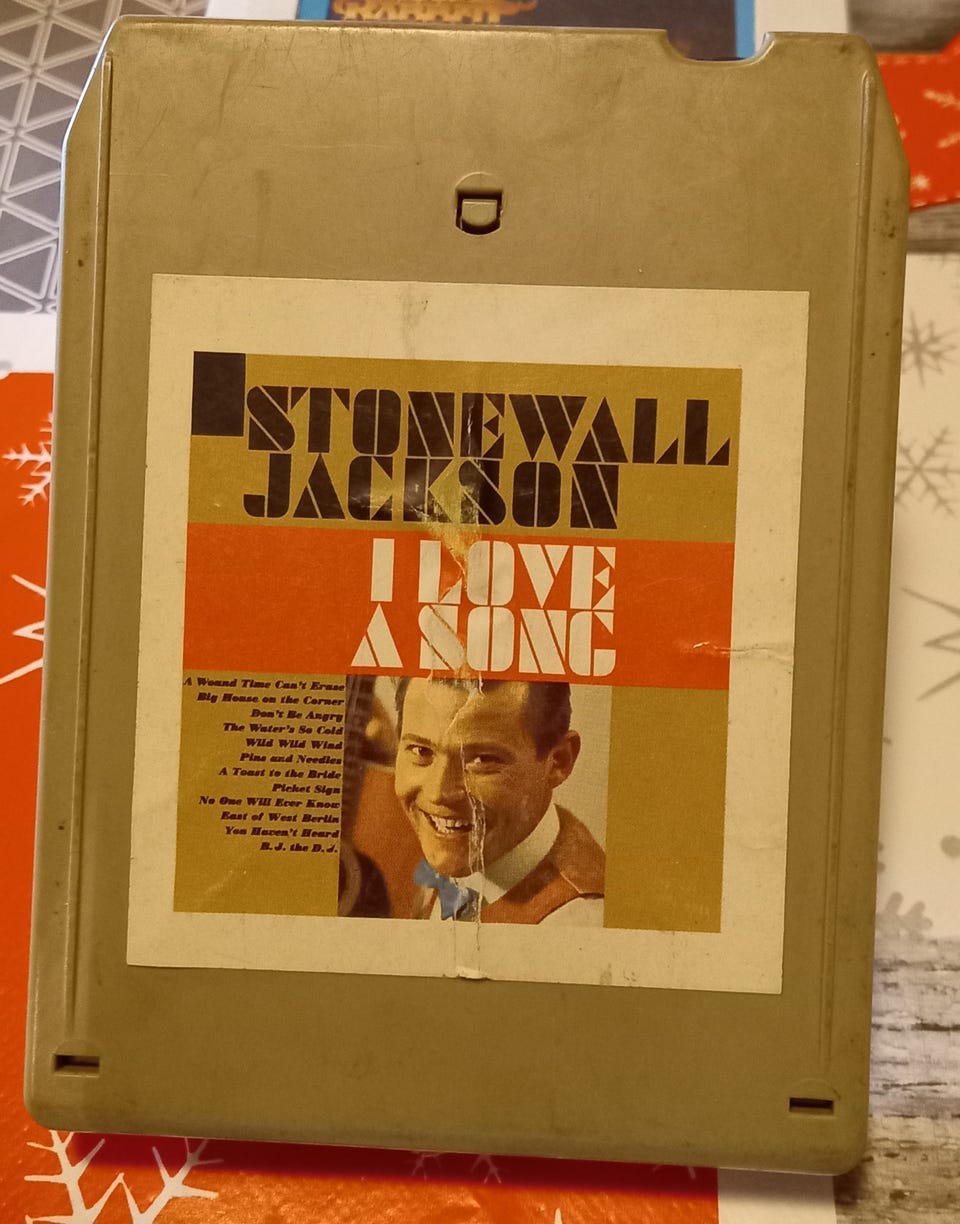 STONEWALL
JACKSON
I LOVE
A SONG
A Wound Time Can't Erase
Big House on the Corner
Don't Be Angry
The Water's So Cold
Wild Wild Wind
Pins and Needles
A Toast to the Bride
Picket Sign
No One Will Ever Know
East of West Berlin
You Haven't Heard
B.J. the D.J.